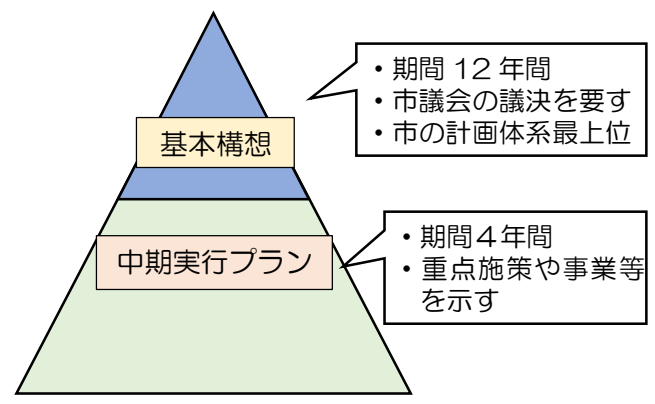 ・期間 12 年間
・市議会の議決を要す
・市の計画体系最上位
基本構想
・期間４年間
・重点施策や事業等
を示す
中期実行プラン